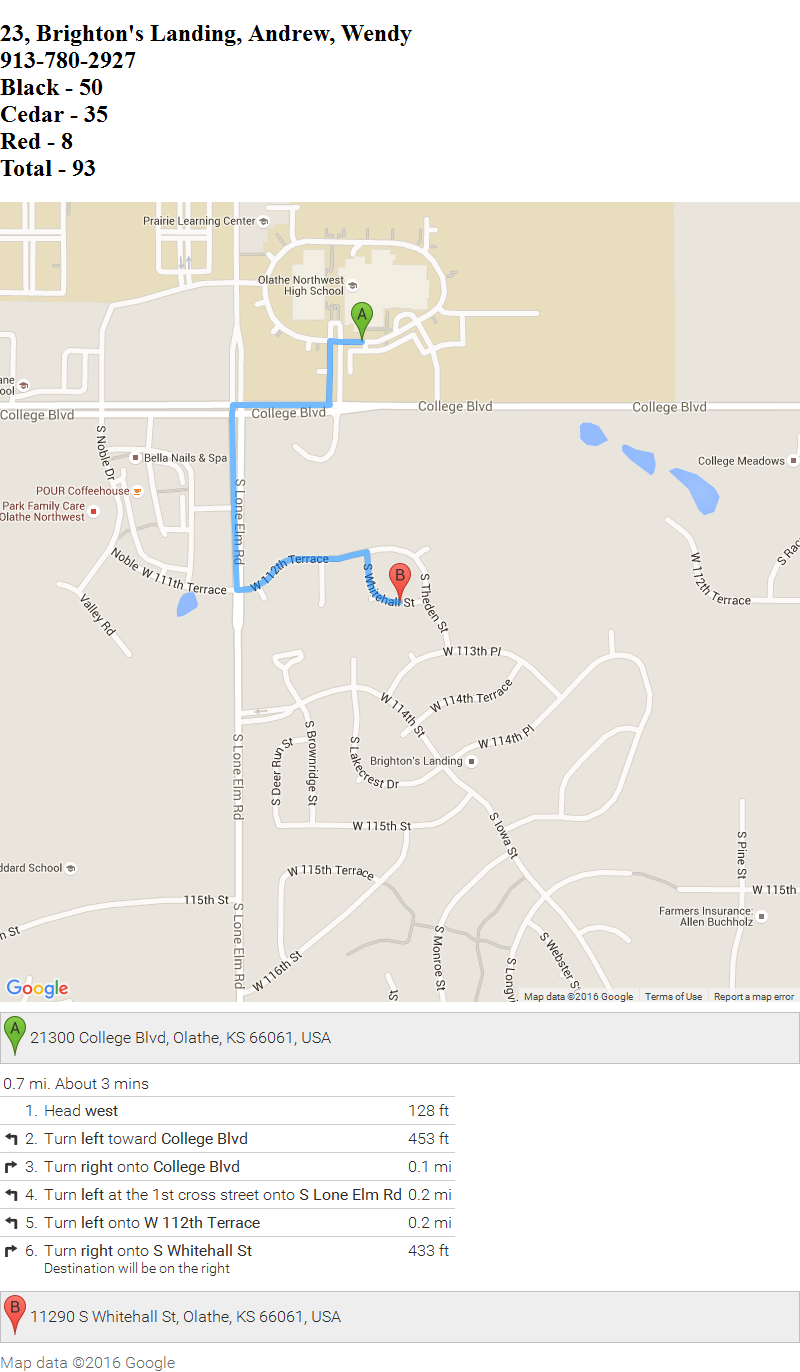 23, Brighton's Landing, Andrew, Wendy
913-780-2927
Black - 50
Cedar - 35
Red - 8
Total - 93
Prairie Learning Center
Olathe Northwest
High School
A
ane
ool
College Blvd
College Blvd
College Blvd
College Blvd
S Noble Dr
Bella Nails & Spa
College Meadows
POUR Coffeehouse
Park Family Care
Olathe Northwest
S Lone Elm Rd
Noble
W 111th Terrace
W 112th Terrace
S Whitehall St
B
S Theden St
W 112th Terrace
S Rac
Valley Rd
W 113th Pl
W 114th Terrace
W 114th St
W 114th Pl
S Brownridge St
S Deer Run St
S Lakecrest Dr
Brighton's Landing
S Lone Elm Rd
W 115th St
S Iowa St
S Pine St
ddard School
W 115th Terrace
115th St
W 115th
S Lone Elm Rd
Farmers Insurance:
Allen Buchholz
h St
S Monroe St
S Webster S
W 116th St
S Longv
St
Google
Map data ©2016 Google
Terms of Use
Report a map error
A
21300 College Blvd, Olathe, KS 66061, USA
0.7 mi. About 3 mins
1. Head west 128 ft
2. Turn left toward College Blvd 453 ft
3. Turn right onto College Blvd 0.1 mi
4. Turn left at the 1st cross street onto S Lone Elm Rd 0.2 mi
5. Turn left onto W 112th Terrace 0.2 mi
6. Turn right onto S Whitehall St 433 ft
Destination will be on the right
B
11290 S Whitehall St, Olathe, KS 66061, USA
Map data ©2016 Google